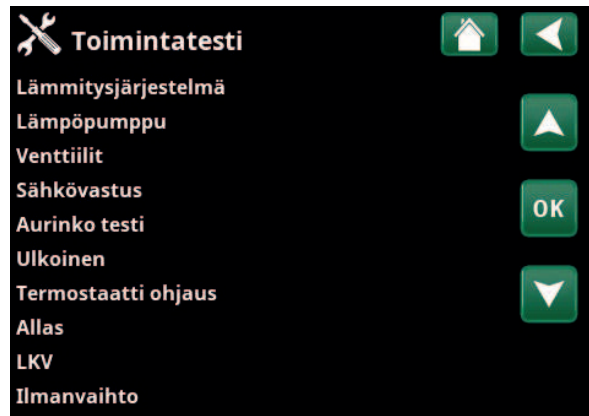 Toimintatesti
Lämmitysjärjestelmä
Lämpöpumppu
Venttiilit
Sähkövastus
OK
Aurinko testi
Ulkoinen
Termostaatti ohjaus
Allas
LKV
Ilmanvaihto